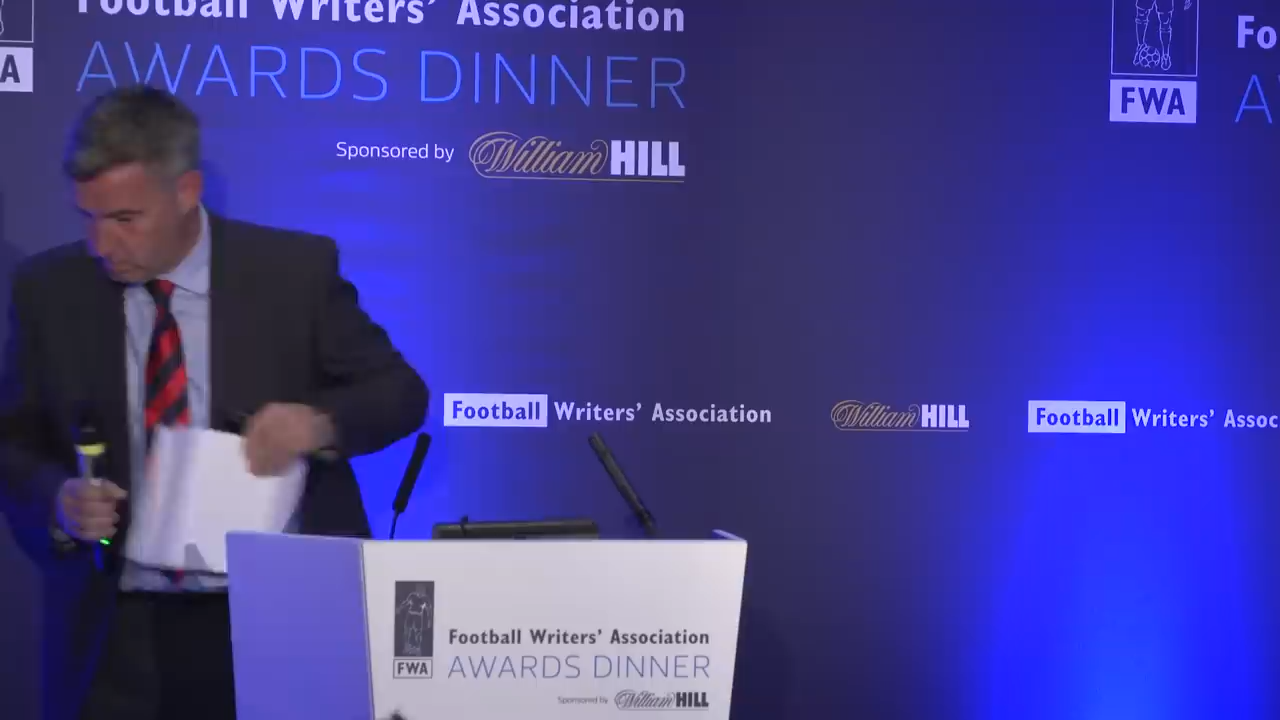 Football Writers' Association
AWARDS DINNER
Sponsored by William HILL
A
FWA
Fo
A
Football Writers' Association
William HILL
Football Writers' Assoc
FWA
Football Writers' Association
AWARDS DINNER
Sponsored by William HILL